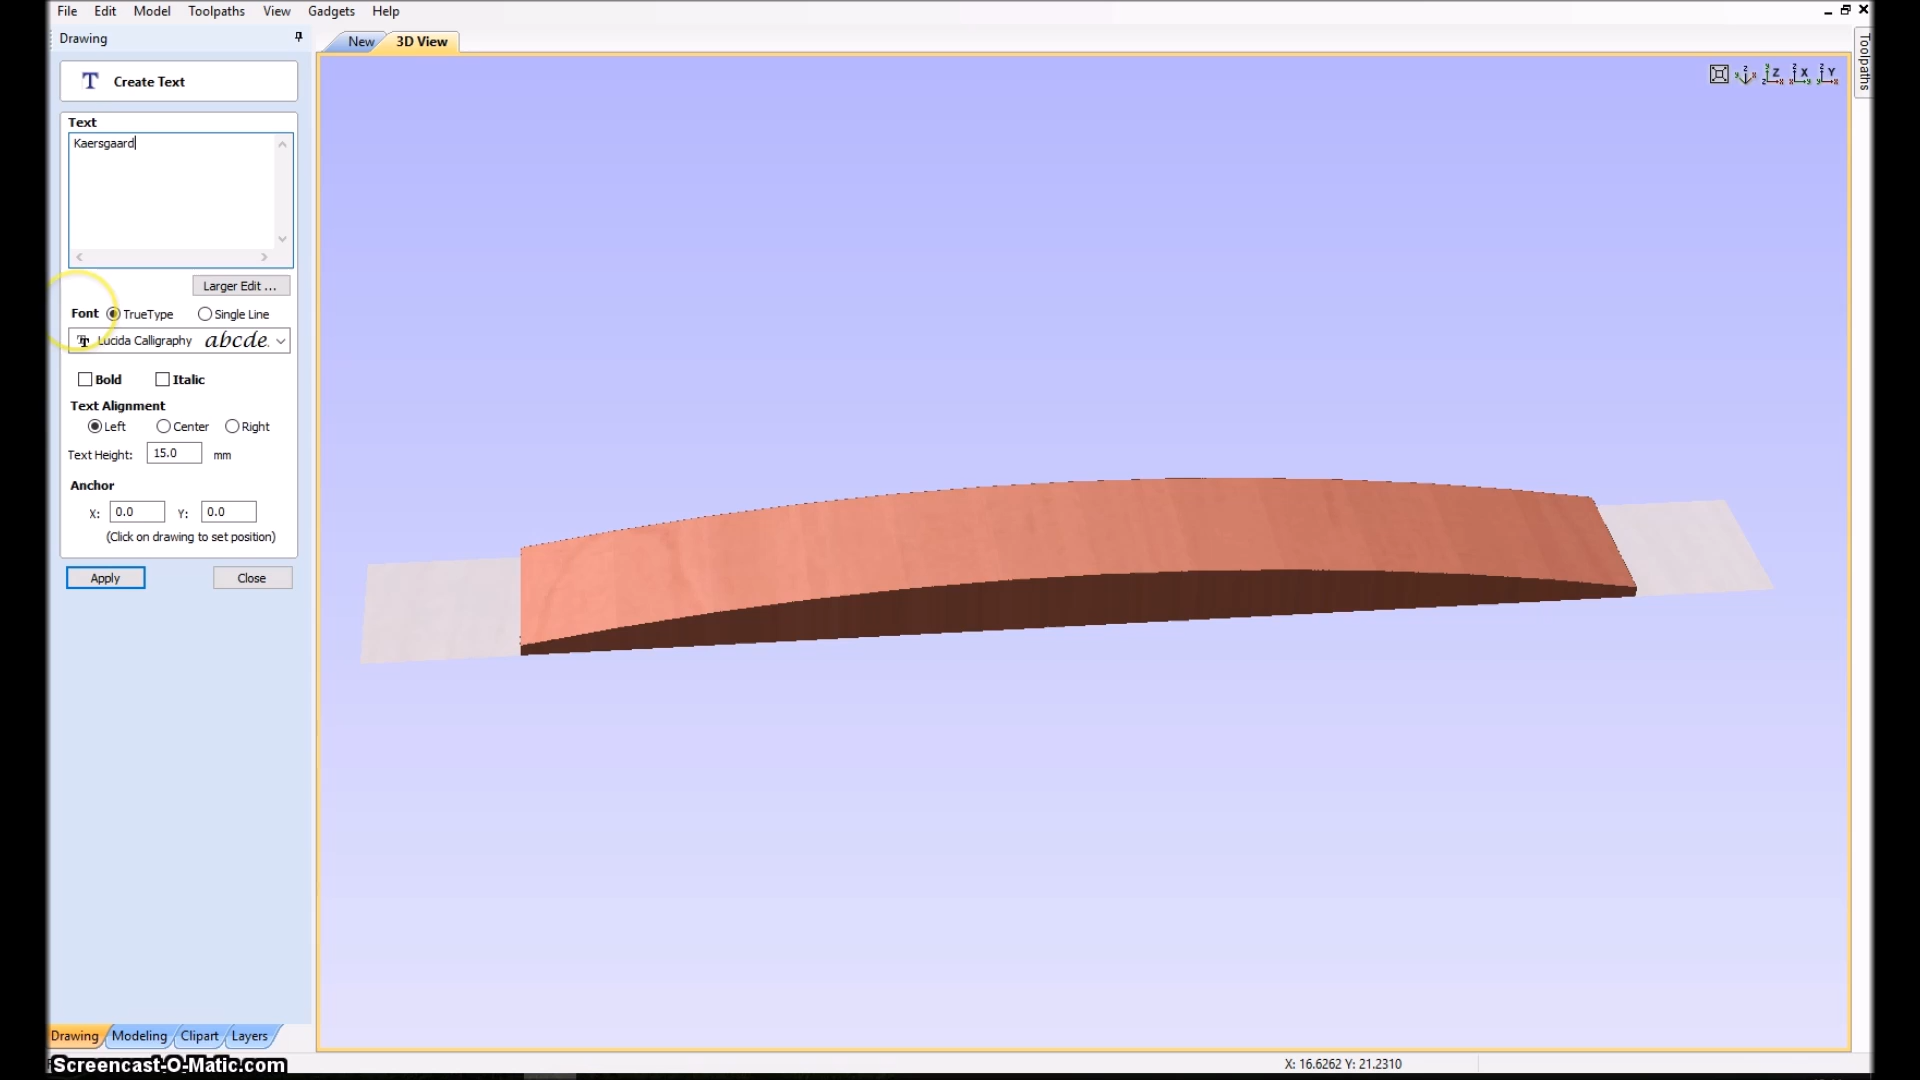 File Edit Model Toolpaths View Gadgets Help
Drawing
New 3D View
Toolpaths
T Create Text
Text
Kaersgaard
Larger Edit ...
Font TrueType Single Line
Lucida Calligraphy abcde.
Bold Italic
Text Alignment
Left Center Right
Text Height: 15.0 mm
Anchor
X: 0.0 Y: 0.0
(Click on drawing to set position)
Apply Close
Drawing Modeling Clipart Layers
Screencast-O-Matic.com
X: 16.6262 Y: 21.2310